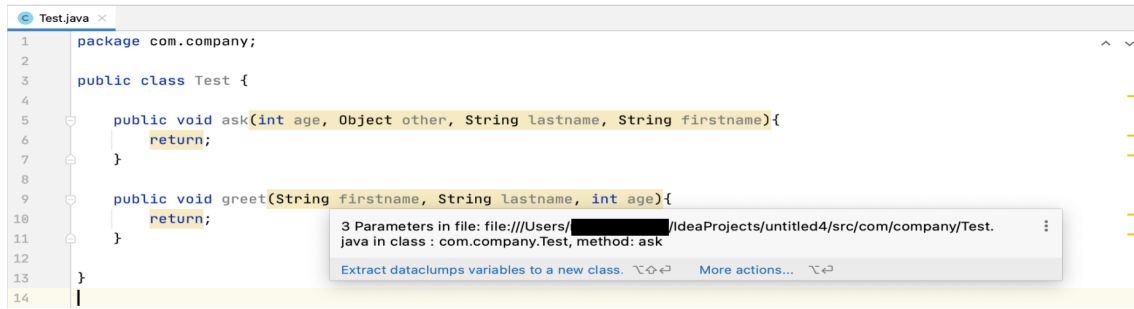 Test.java
1 package com.company;
2
3 public class Test {
4
5 public void ask(int age, Object other, String lastname, String firstname){
6 return;
7 }
8
9 public void greet(String firstname, String lastname, int age){
10 return;
11 }
12
13 }
14
3 Parameters in file: file:///Users/ /IdeaProjects/untitled4/src/com/company/Test.
java in class : com.company.Test, method: ask
Extract dataclumps variables to a new class. ⌥⇧⏎ More actions... ⌥⏎